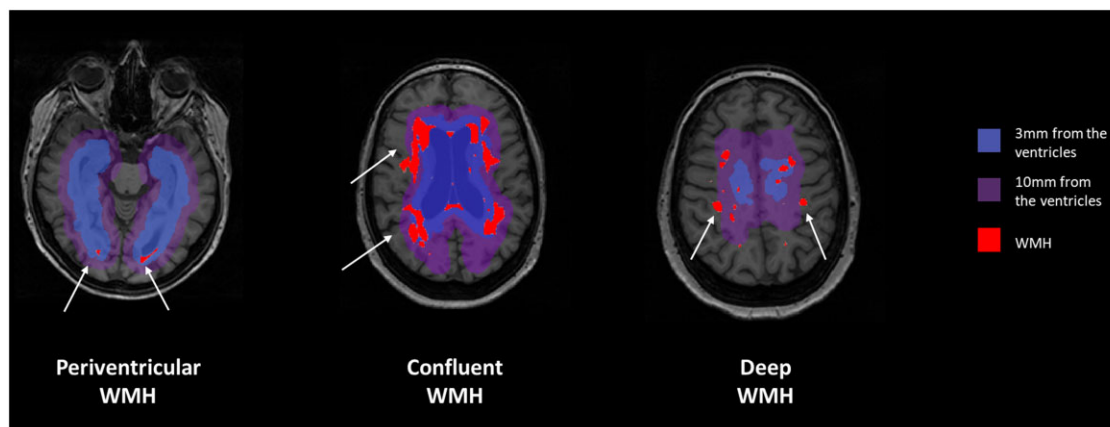 3mm from the
ventricles
10mm from
the ventricles
WMH
Periventricular
WMH
Confluent
WMH
Deep
WMH